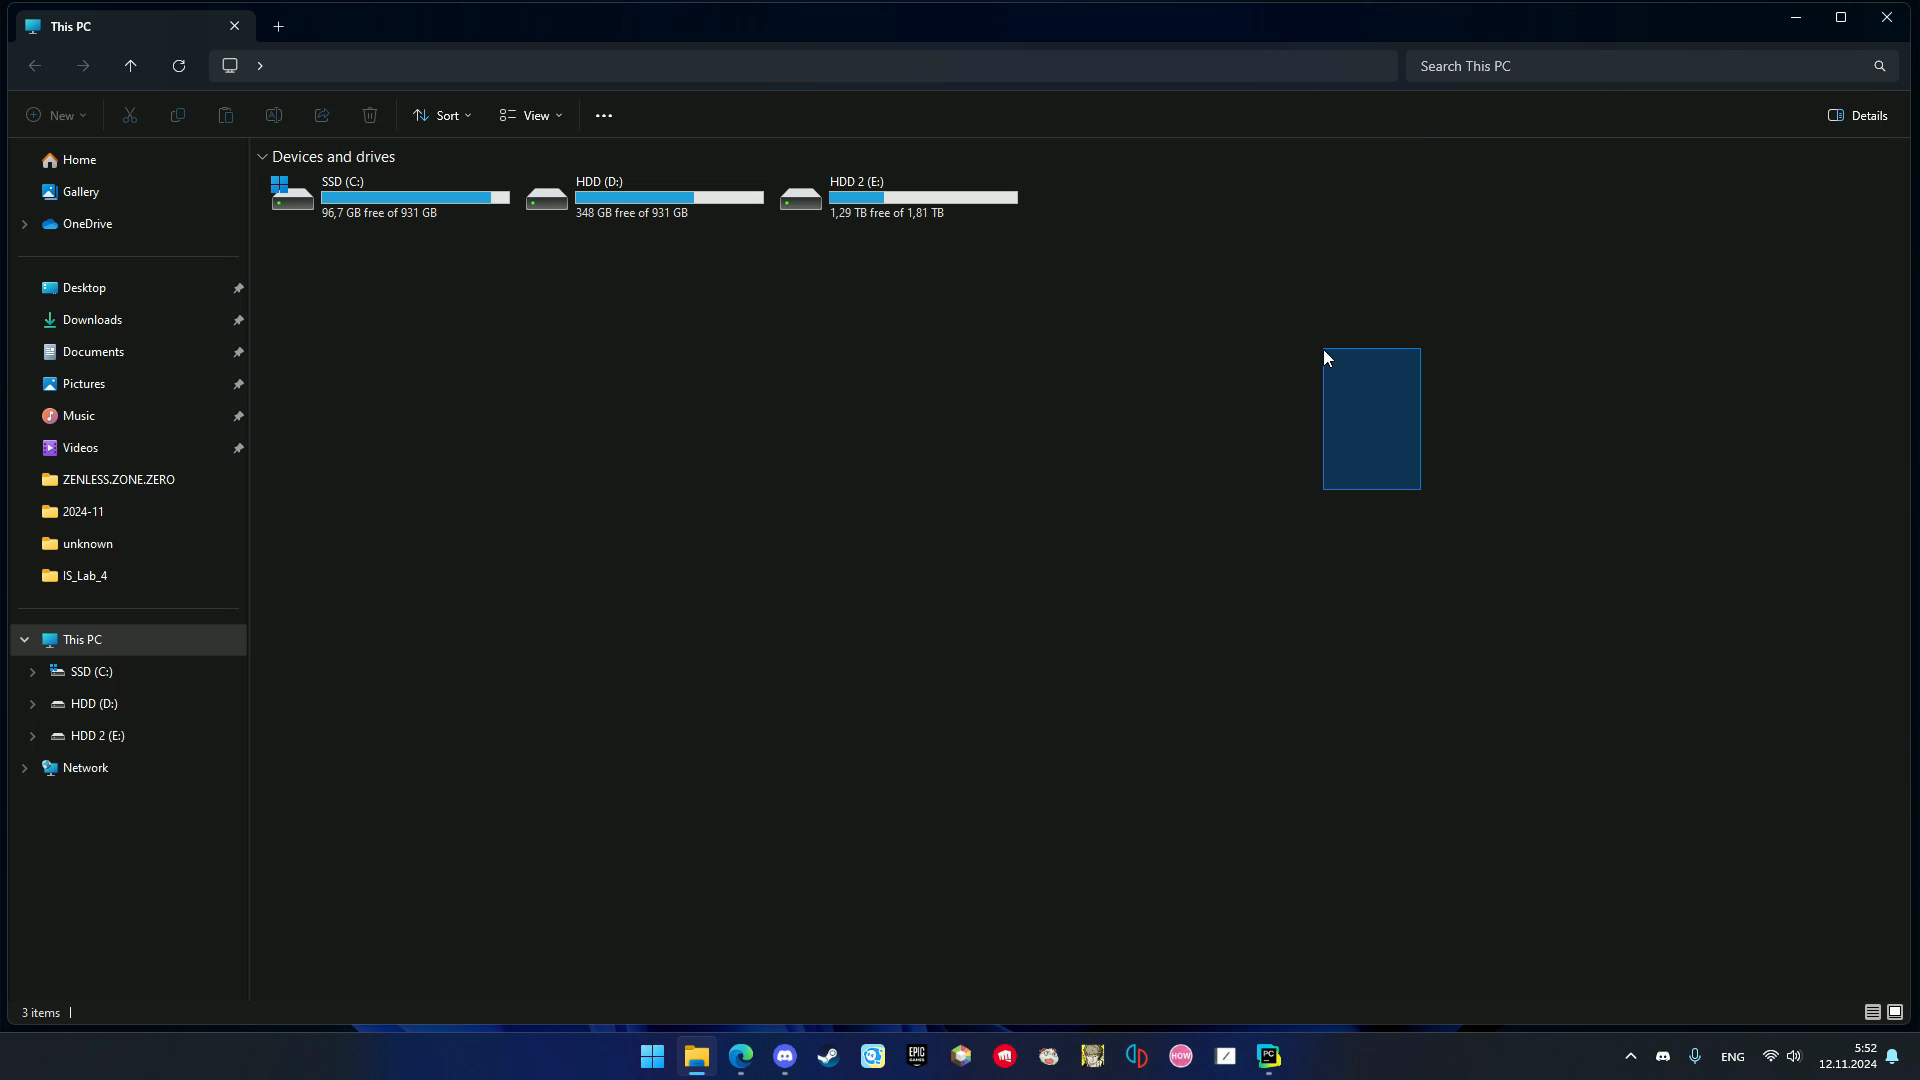 This PC
Search This PC
New
Sort
View
Details
Home
Gallery
OneDrive
Desktop
Downloads
Documents
Pictures
Music
Videos
ZENLESS.ZONE.ZERO
2024-11
unknown
IS_Lab_4
This PC
SSD (C:)
HDD (D:)
HDD 2 (E:)
Network
Devices and drives
SSD (C:)
96,7 GB free of 931 GB
HDD (D:)
348 GB free of 931 GB
HDD 2 (E:)
1,29 TB free of 1,81 TB
3 items
EPIC
GAMES
HOW
PC
ENG
5:52
12.11.2024